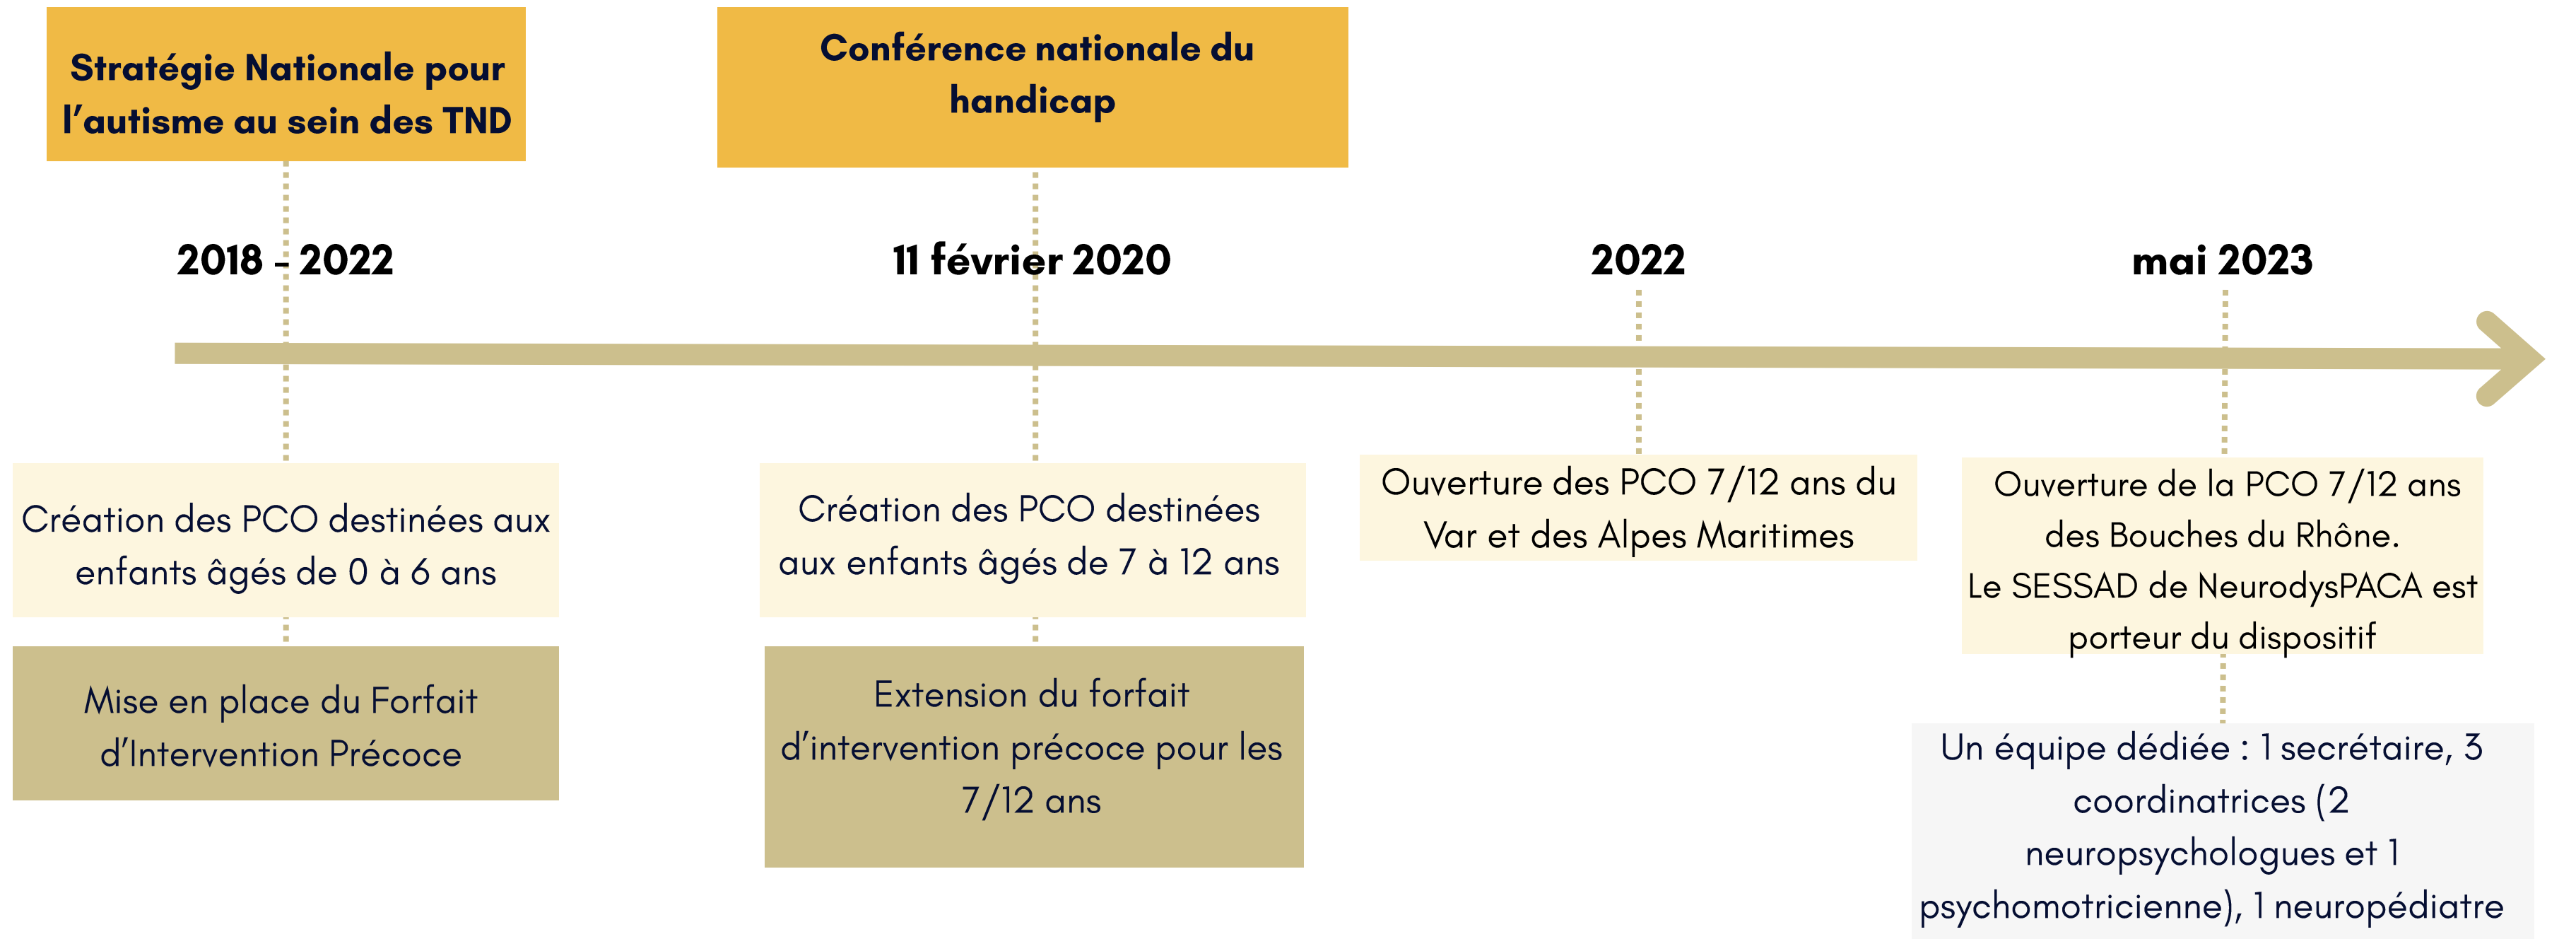 Stratégie Nationale pour
l’autisme au sein des TND
Conférence nationale du
handicap
2018 - 2022
11 février 2020
2022
mai 2023
Création des PCO destinées aux
enfants âgés de 0 à 6 ans
Mise en place du Forfait
d’Intervention Précoce
Création des PCO destinées
aux enfants âgés de 7 à 12 ans
Extension du forfait
d’intervention précoce pour les
7/12 ans
Ouverture des PCO 7/12 ans du
Var et des Alpes Maritimes
Ouverture de la PCO 7/12 ans
des Bouches du Rhône.
Le SESSAD de NeurodysPACA est
porteur du dispositif
Un équipe dédiée : 1 secrétaire, 3
coordinatrices (2
neuropsychologues et 1
psychomotricienne), 1 neuropédiatre